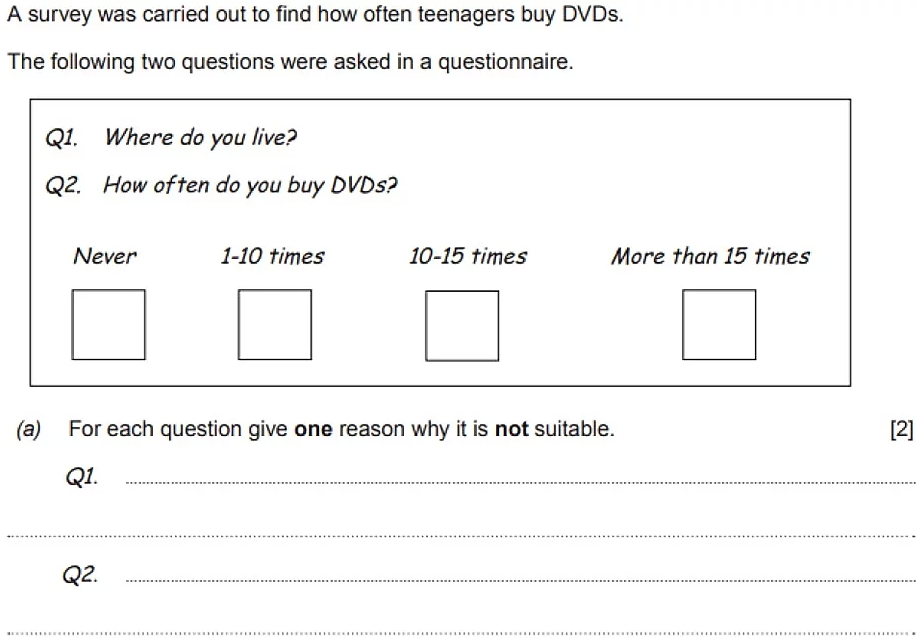 A survey was carried out to find how often teenagers buy DVDs.
The following two questions were asked in a questionnaire.
Q1. Where do you live?
Q2. How often do you buy DVDs?
Never 1-10 times 10-15 times More than 15 times
(a) For each question give one reason why it is not suitable. [2]
Q1.
Q2.